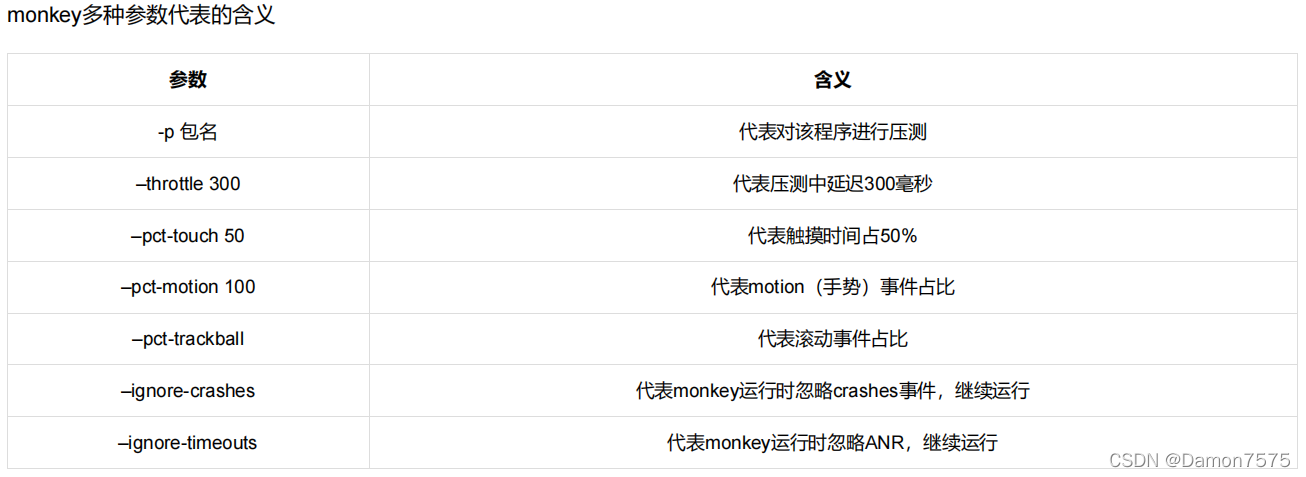 monkey多种参数代表的含义
参数 含义
-p 包名 代表对该程序进行压测
–throttle 300 代表压测中延迟300毫秒
–pct-touch 50 代表触摸时间占50%
–pct-motion 100 代表motion（手势）事件占比
–pct-trackball 代表滚动事件占比
–ignore-crashes 代表monkey运行时忽略crashes事件，继续运行
–ignore-timeouts 代表monkey运行时忽略ANR，继续运行
CSDN @Damon7575